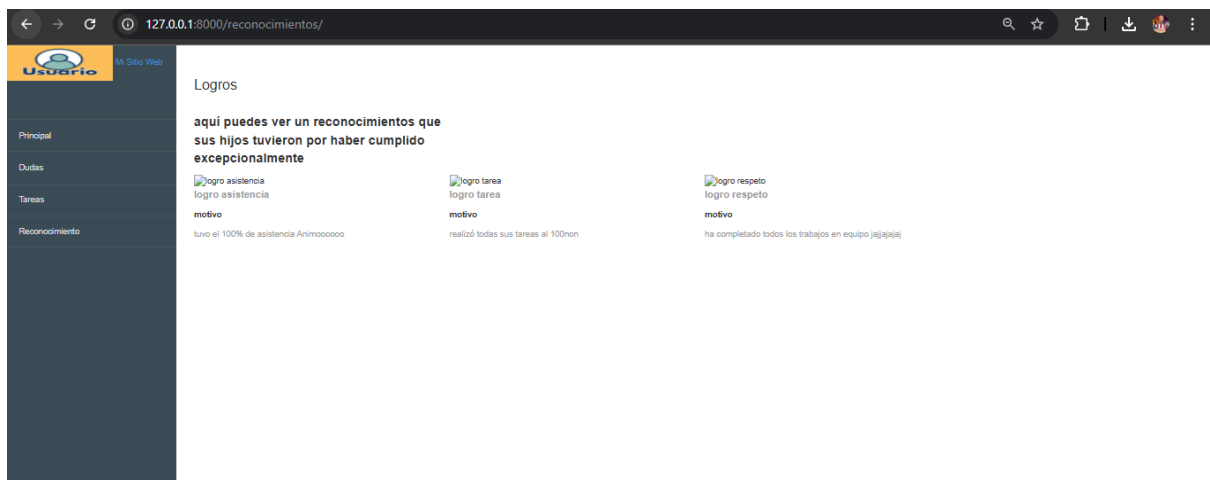 127.0.0.1:8000/reconocimientos/
Usuario
Mi Sitio Web
Principal
Dudas
Tareas
Reconocimiento
Logros
aquí puedes ver un reconocimientos que
sus hijos tuvieron por haber cumplido
excepcionalmente
logro asistencia
logro asistencia
motivo
tuvo el 100% de asistencia Animoooooo
logro tarea
logro tarea
motivo
realizó todas sus tareas al 100non
logro respeto
logro respeto
motivo
ha completado todos los trabajos en equipo jajjajajaj